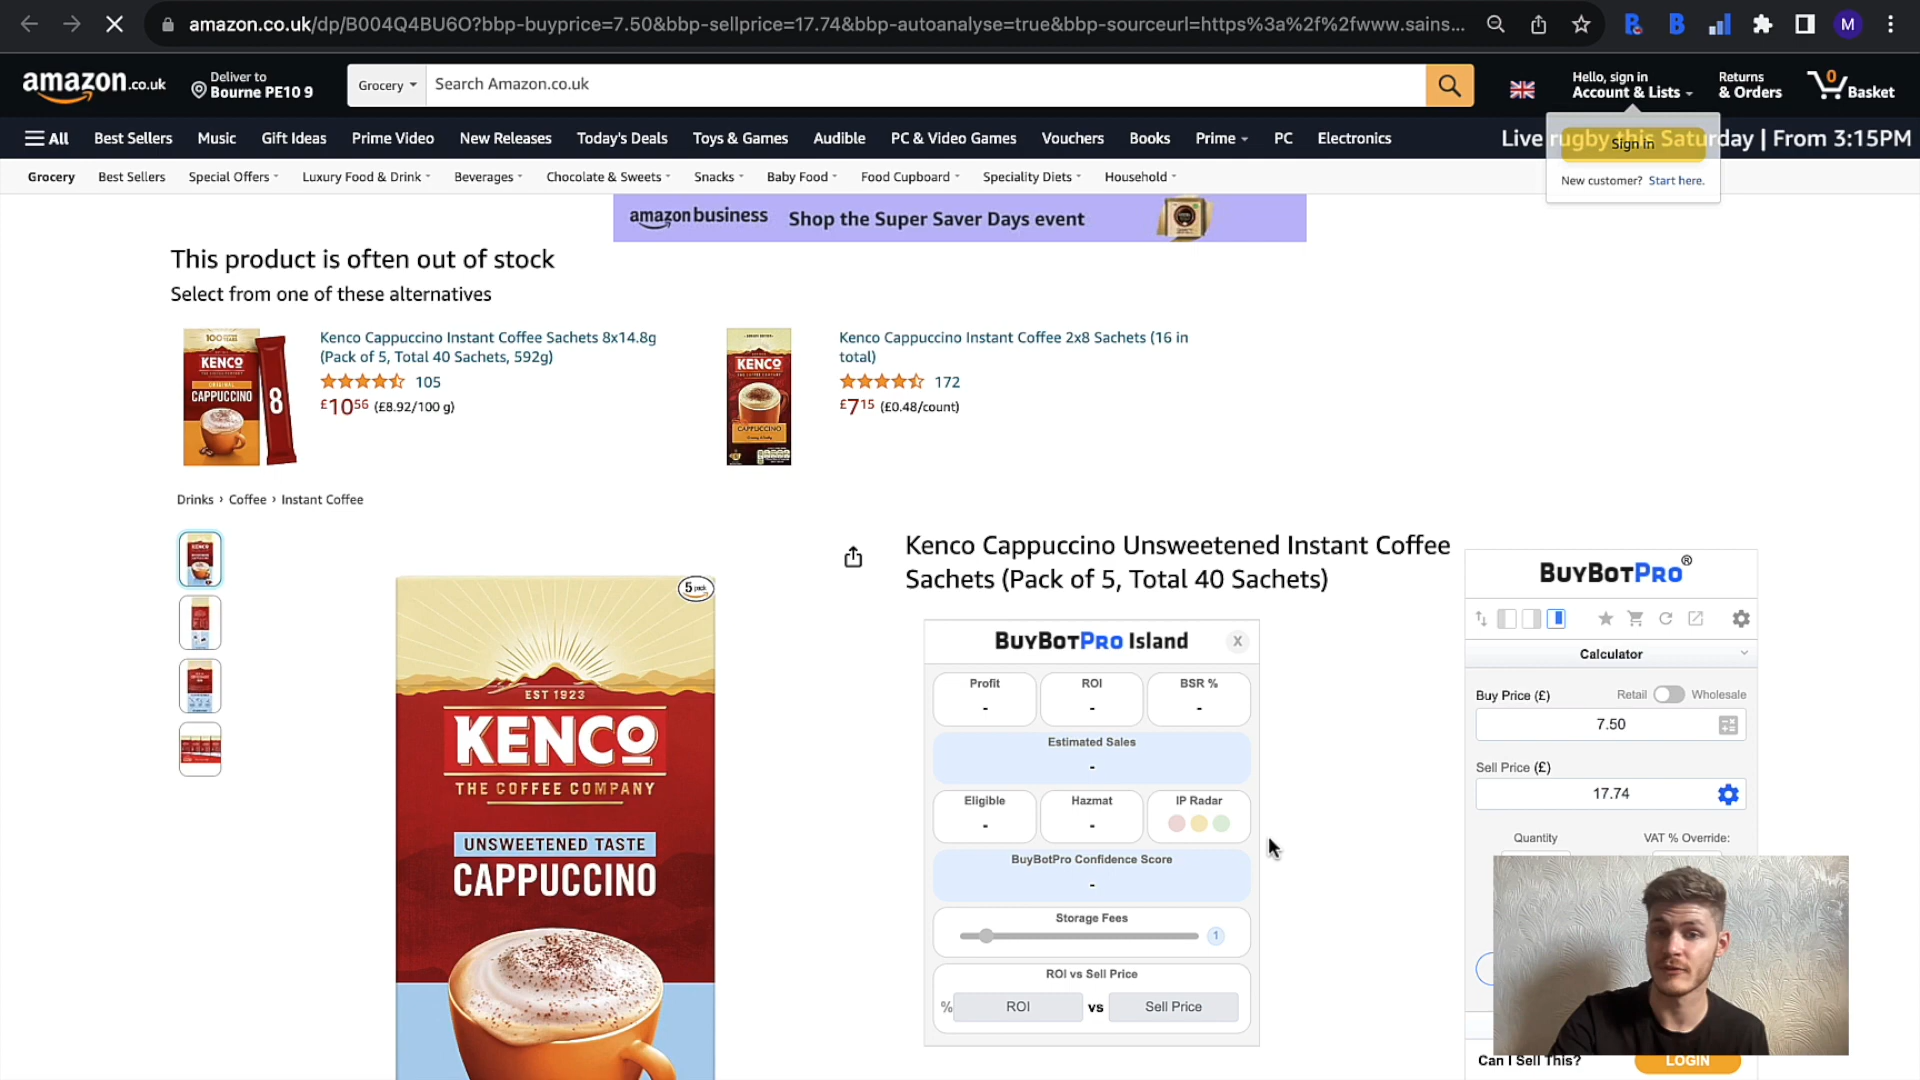 amazon.co.uk/dp/B004Q4BU6O?bbp-buyprice=7.50&bbp-sellprice=17.74&bbp-autoanalyse=true&bbp-sourceurl=https%3a%2f%2fwww.sains...
M
amazon.co.uk
Deliver to
Bourne PE10 9
Grocery
Search Amazon.co.uk
Hello, sign in
Account & Lists
Returns
& Orders
0
Basket
All
Best Sellers
Music
Gift Ideas
Prime Video
New Releases
Today's Deals
Toys & Games
Audible
PC & Video Games
Vouchers
Books
Prime
PC
Electronics
Live rugby this Saturday | From 3:15PM
Sign in
New customer? Start here.
Grocery
Best Sellers
Special Offers
Luxury Food & Drink
Beverages
Chocolate & Sweets
Snacks
Baby Food
Food Cupboard
Speciality Diets
Household
amazon business
Shop the Super Saver Days event
This product is often out of stock
Select from one of these alternatives
KENCO
CAPPUCCINO
8
Kenco Cappuccino Instant Coffee Sachets 8x14.8g
(Pack of 5, Total 40 Sachets, 592g)
105
£10⁵⁶ (£8.92/100 g)
KENCO
CAPPUCCINO
Kenco Cappuccino Instant Coffee 2x8 Sachets (16 in
total)
172
£7¹⁵ (£0.48/count)
Drinks › Coffee › Instant Coffee
5 pack
EST 1923
KENCO
THE COFFEE COMPANY
UNSWEETENED TASTE
CAPPUCCINO
Kenco Cappuccino Unsweetened Instant Coffee
Sachets (Pack of 5, Total 40 Sachets)
BUYBOTPRO Island
X
Profit
-
ROI
-
BSR %
-
Estimated Sales
-
Eligible
-
Hazmat
-
IP Radar
BuyBotPro Confidence Score
-
Storage Fees
1
ROI vs Sell Price
%
ROI
vs
Sell Price
BUYBOTPRO®
Calculator
Buy Price (£)
Retail
Wholesale
7.50
Sell Price (£)
17.74
Quantity
VAT % Override:
Can I Sell This?
LOGIN